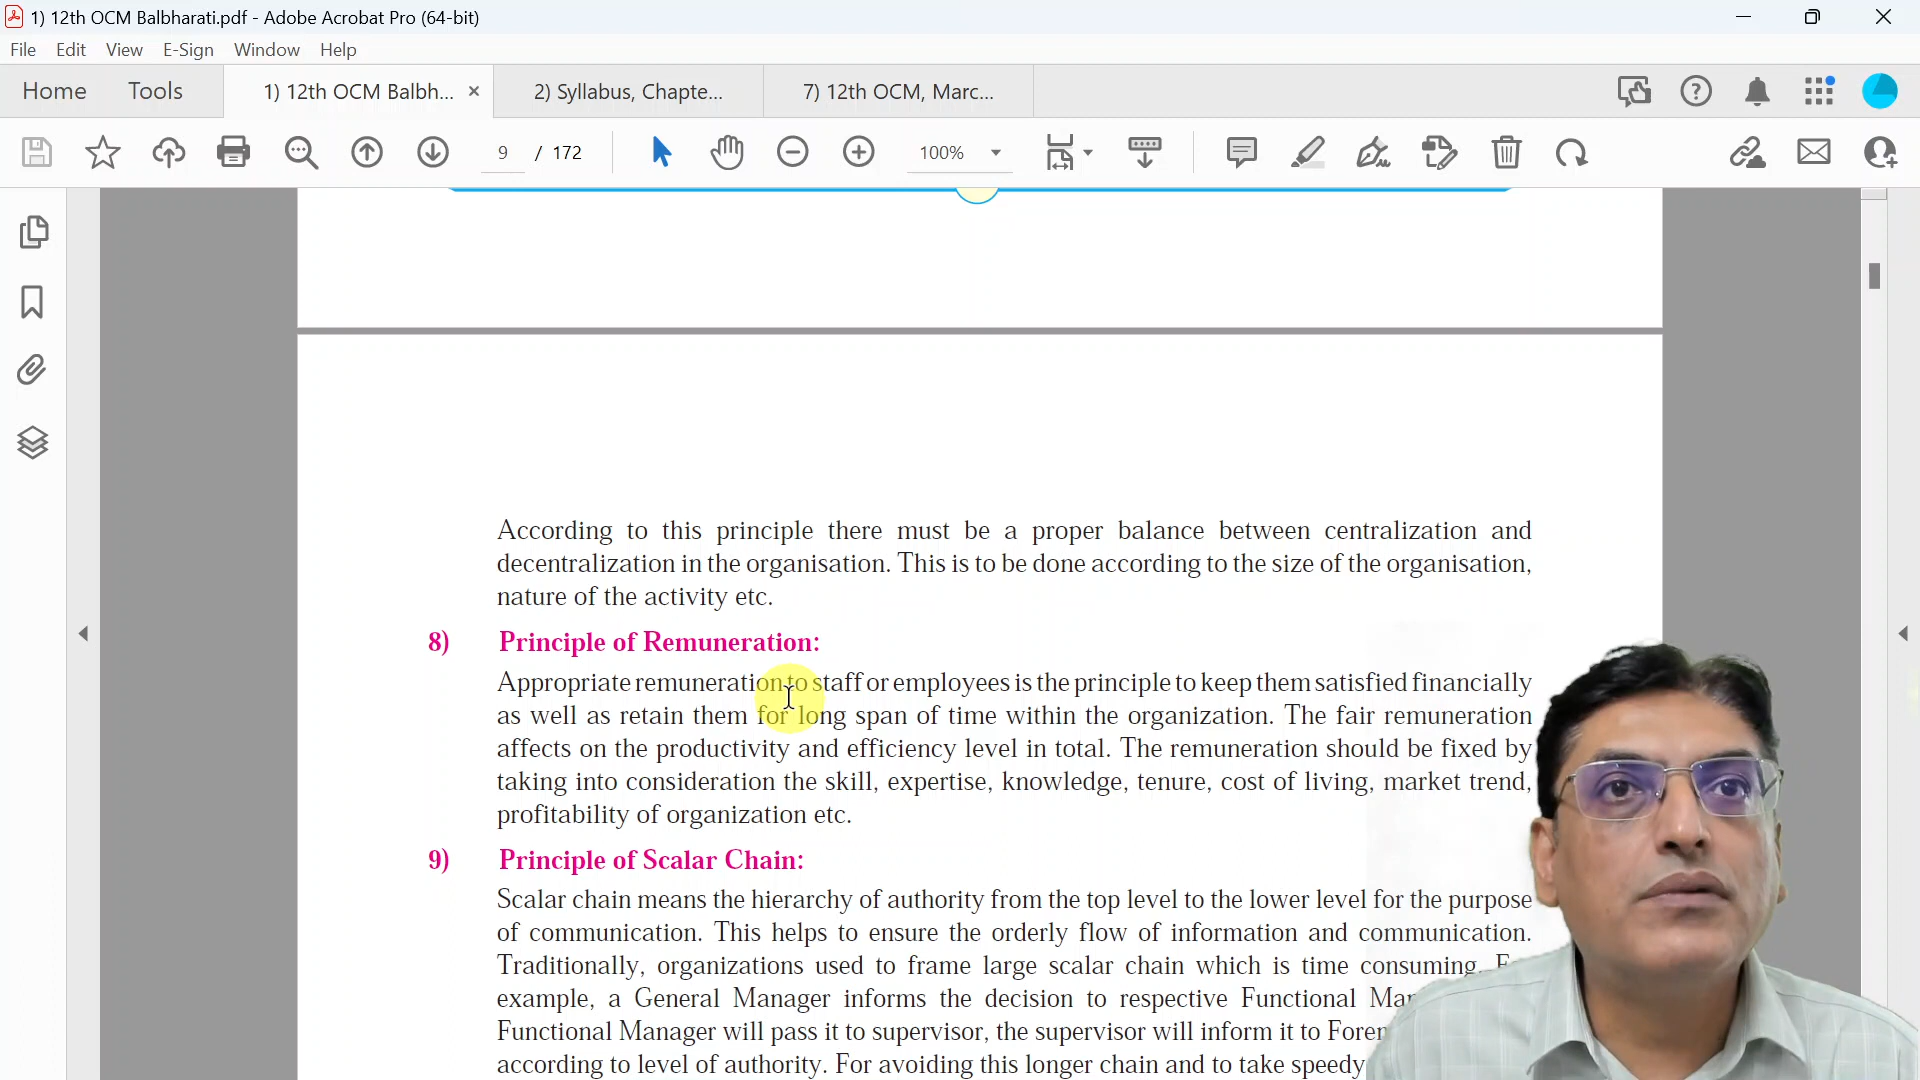 1) 12th OCM Balbharati.pdf - Adobe Acrobat Pro (64-bit)
File Edit View E-Sign Window Help
Home Tools 1) 12th OCM Balbh... 2) Syllabus, Chapte... 7) 12th OCM, Marc...
9 / 172 100%
According to this principle there must be a proper balance between centralization and
decentralization in the organisation. This is to be done according to the size of the organisation,
nature of the activity etc.
8) Principle of Remuneration:
Appropriate remuneration to staff or employees is the principle to keep them satisfied financially
as well as retain them for long span of time within the organization. The fair remuneration
affects on the productivity and efficiency level in total. The remuneration should be fixed by
taking into consideration the skill, expertise, knowledge, tenure, cost of living, market trend,
profitability of organization etc.
9) Principle of Scalar Chain:
Scalar chain means the hierarchy of authority from the top level to the lower level for the purpose
of communication. This helps to ensure the orderly flow of information and communication.
Traditionally, organizations used to frame large scalar chain which is time consuming.
example, a General Manager informs the decision to respective Functional
Functional Manager will pass it to supervisor, the supervisor will inform it to
according to level of authority. For avoiding this longer chain and to take speedy